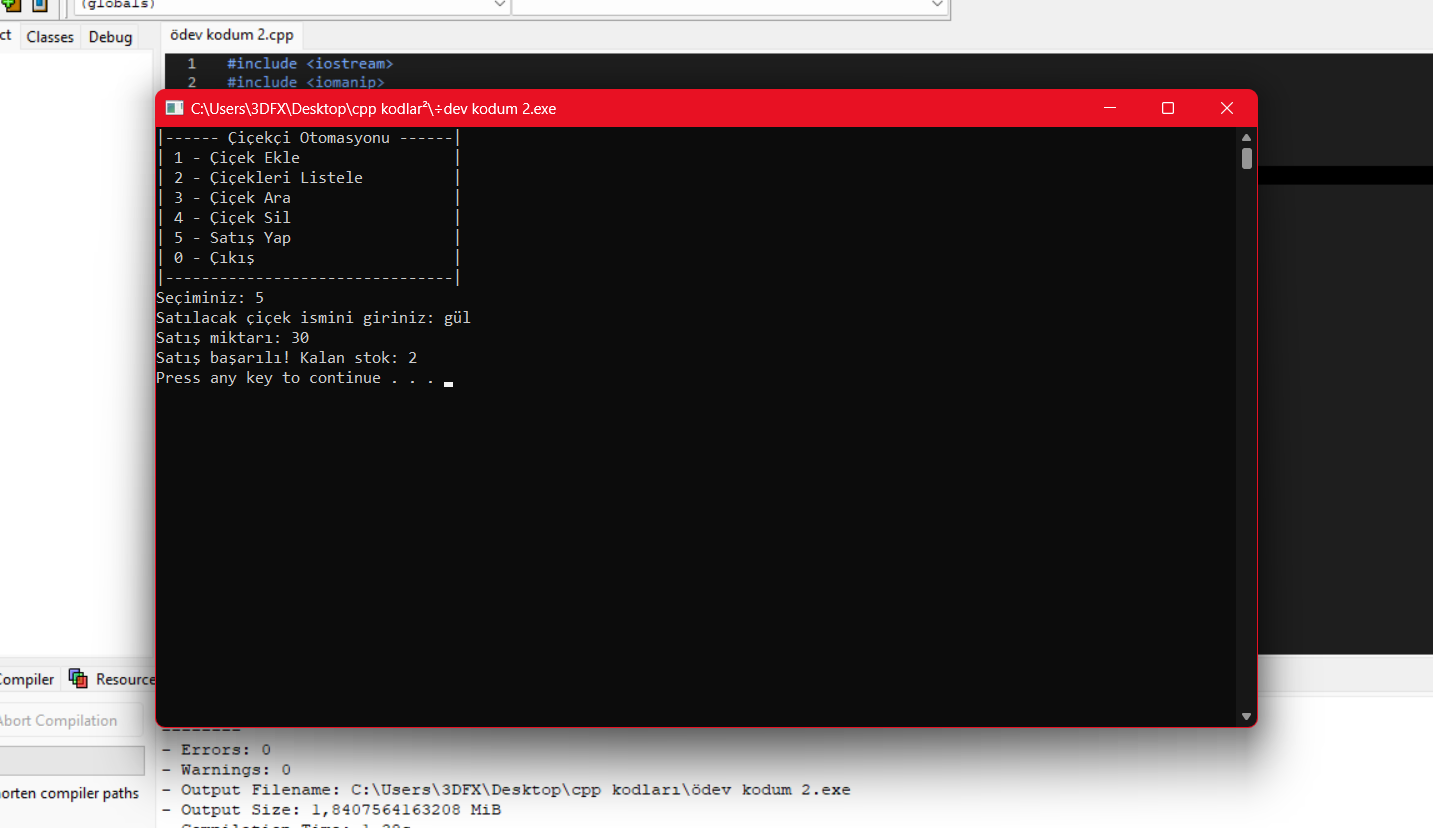 (globals)
ct Classes Debug
ödev kodum 2.cpp
1 #include <iostream>
2 #include <iomanip>
C:\Users\3DFX\Desktop\cpp kodlar²\÷dev kodum 2.exe
|------ Çiçekçi Otomasyonu ------|
| 1 - Çiçek Ekle |
| 2 - Çiçekleri Listele |
| 3 - Çiçek Ara |
| 4 - Çiçek Sil |
| 5 - Satış Yap |
| 0 - Çıkış |
|--------------------------------|
Seçiminiz: 5
Satılacak çiçek ismini giriniz: gül
Satış miktarı: 30
Satış başarılı! Kalan stok: 2
Press any key to continue . . .
Compiler Resource
Abort Compilation
orten compiler paths
--------
- Errors: 0
- Warnings: 0
- Output Filename: C:\Users\3DFX\Desktop\cpp kodları\ödev kodum 2.exe
- Output Size: 1,8407564163208 MiB
- Compilation Time: